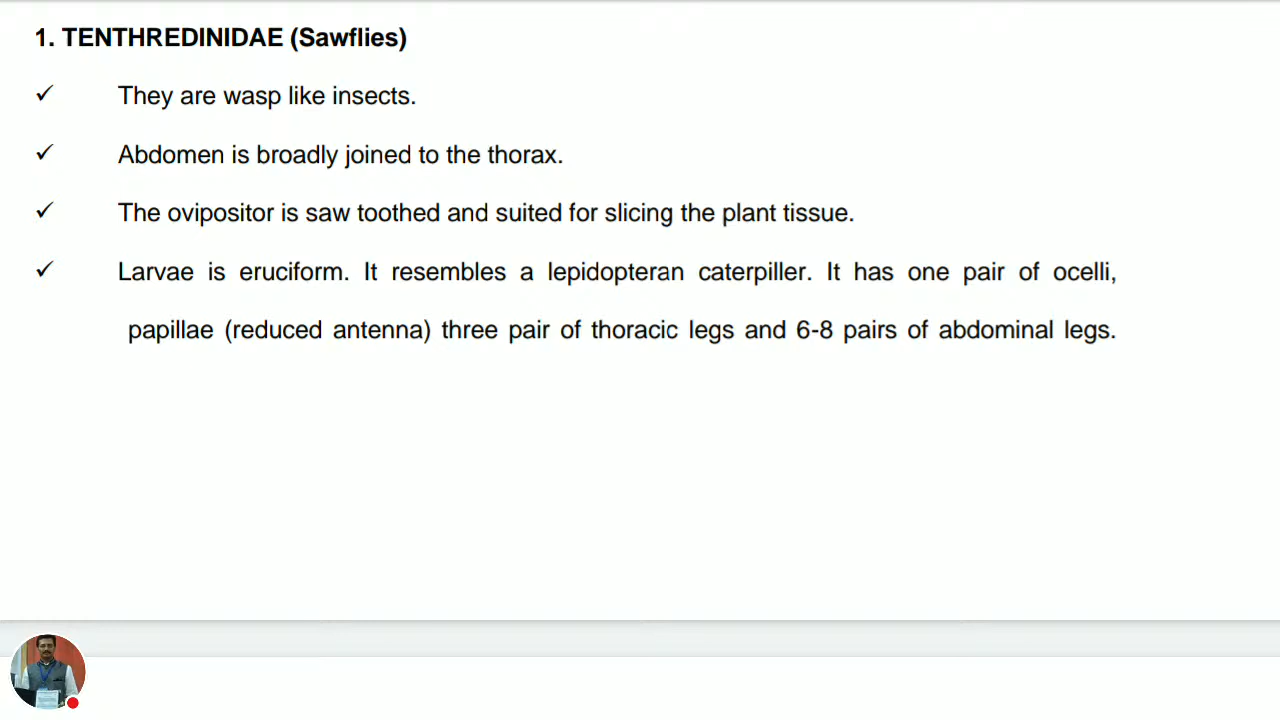 1. TENTHREDINIDAE (Sawflies)
✓ They are wasp like insects.
✓ Abdomen is broadly joined to the thorax.
✓ The ovipositor is saw toothed and suited for slicing the plant tissue.
✓ Larvae is eruciform. It resembles a lepidopteran caterpiller. It has one pair of ocelli,
papillae (reduced antenna) three pair of thoracic legs and 6-8 pairs of abdominal legs.